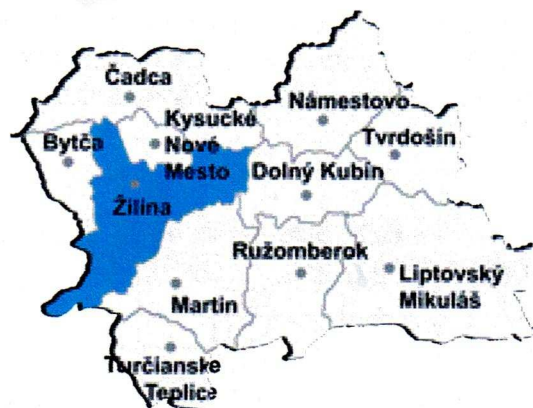 Čadca
Námestovo
Kysucké
Nové
Mesto
Bytča
Tvrdošín
Dolný Kubín
Žilina
Ružomberok
Liptovský
Mikuláš
Martin
Turčianske
Teplice